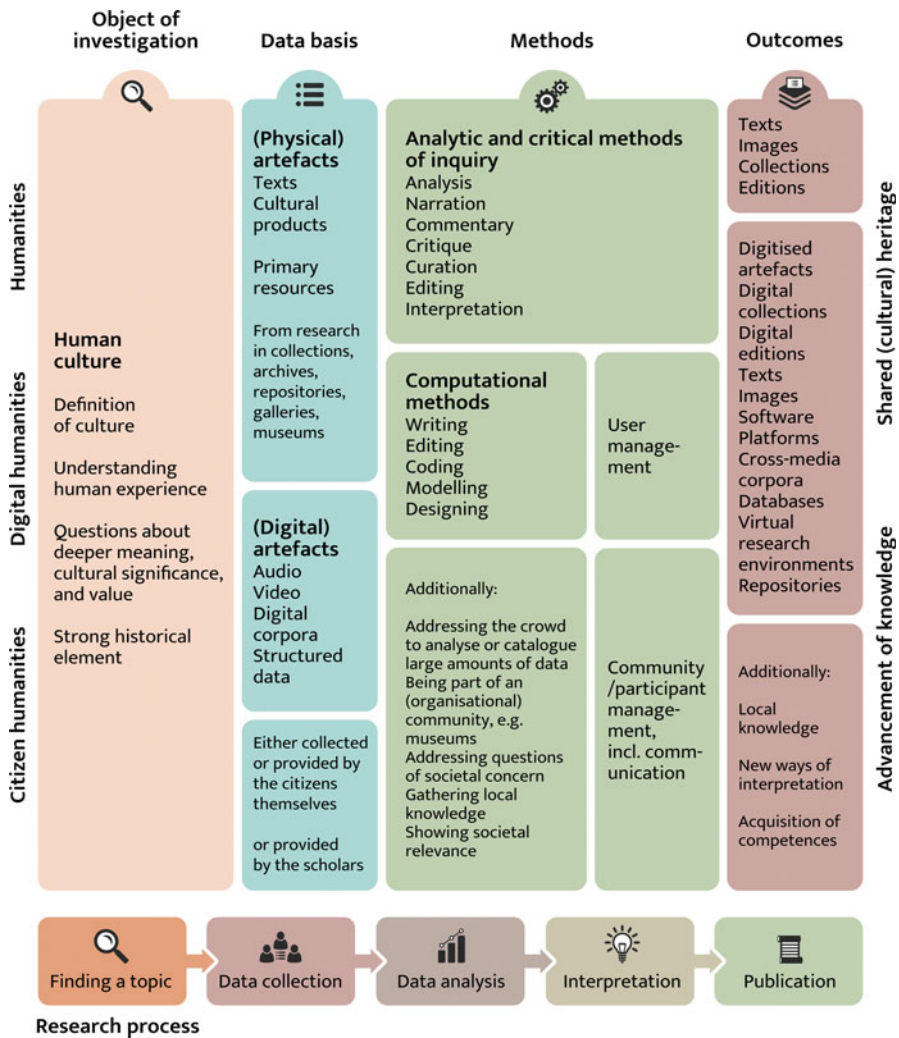 Object of
investigation
Data basis
Methods
Outcomes
Humanities
Digital humanities
Citizen humanities
Human
culture
Definition
of culture
Understanding
human experience
Questions about
deeper meaning,
cultural significance,
and value
Strong historical
element
(Physical)
artefacts
Texts
Cultural
products
Primary
resources
From research
in collections,
archives,
repositories,
galleries,
museums
(Digital)
artefacts
Audio
Video
Digital
corpora
Structured
data
Either collected
or provided by
the citizens
themselves
or provided
by the scholars
Analytic and critical methods
of inquiry
Analysis
Narration
Commentary
Critique
Curation
Editing
Interpretation
Computational
methods
Writing
Editing
Coding
Modelling
Designing
User
manage-
ment
Additionally:
Addressing the crowd
to analyse or catalogue
large amounts of data
Being part of an
(organisational)
community, e.g.
museums
Addressing questions
of societal concern
Gathering local
knowledge
Showing societal
relevance
Community
/participant
manage-
ment,
incl. comm-
unication
Texts
Images
Collections
Editions
Digitised
artefacts
Digital
collections
Digital
editions
Texts
Images
Software
Platforms
Cross-media
corpora
Databases
Virtual
research
environments
Repositories
Additionally:
Local
knowledge
New ways of
interpretation
Acquisition of
competences
Shared (cultural) heritage
Advancement of knowledge
Finding a topic
Data collection
Data analysis
Interpretation
Publication
Research process